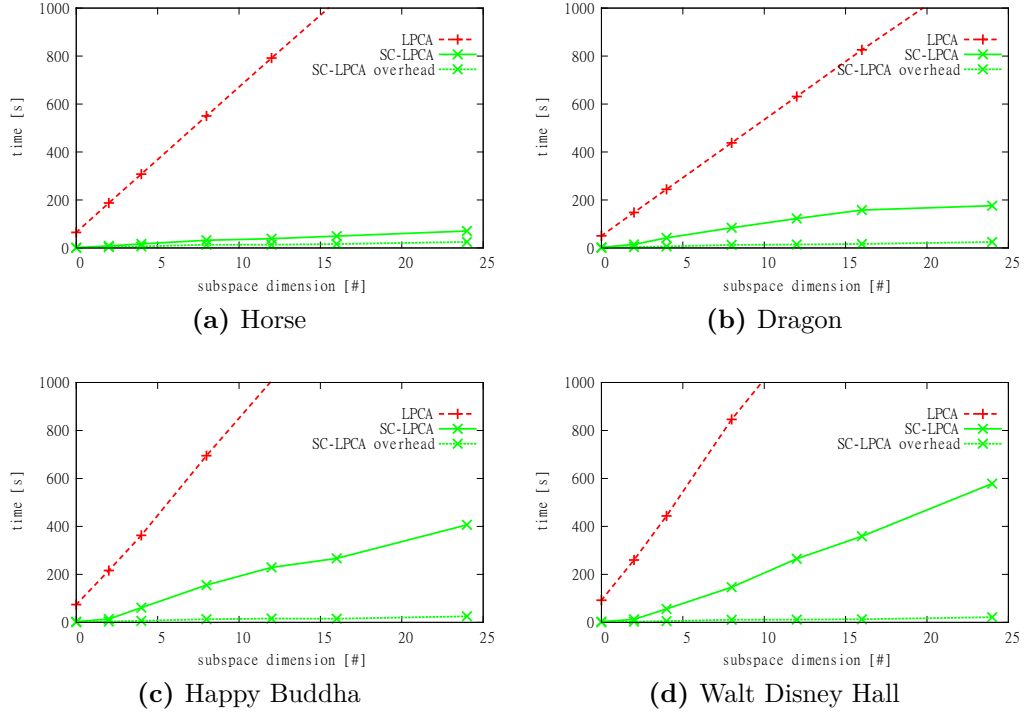 1000
800
600
400
200
0
time [s]
LPCA
SC-LPCA
SC-LPCA overhead
0 5 10 15 20 25
subspace dimension [#]
(a) Horse
1000
800
600
400
200
0
time [s]
LPCA
SC-LPCA
SC-LPCA overhead
0 5 10 15 20 25
subspace dimension [#]
(b) Dragon
1000
800
600
400
200
0
time [s]
LPCA
SC-LPCA
SC-LPCA overhead
0 5 10 15 20 25
subspace dimension [#]
(c) Happy Buddha
1000
800
600
400
200
0
time [s]
LPCA
SC-LPCA
SC-LPCA overhead
0 5 10 15 20 25
subspace dimension [#]
(d) Walt Disney Hall